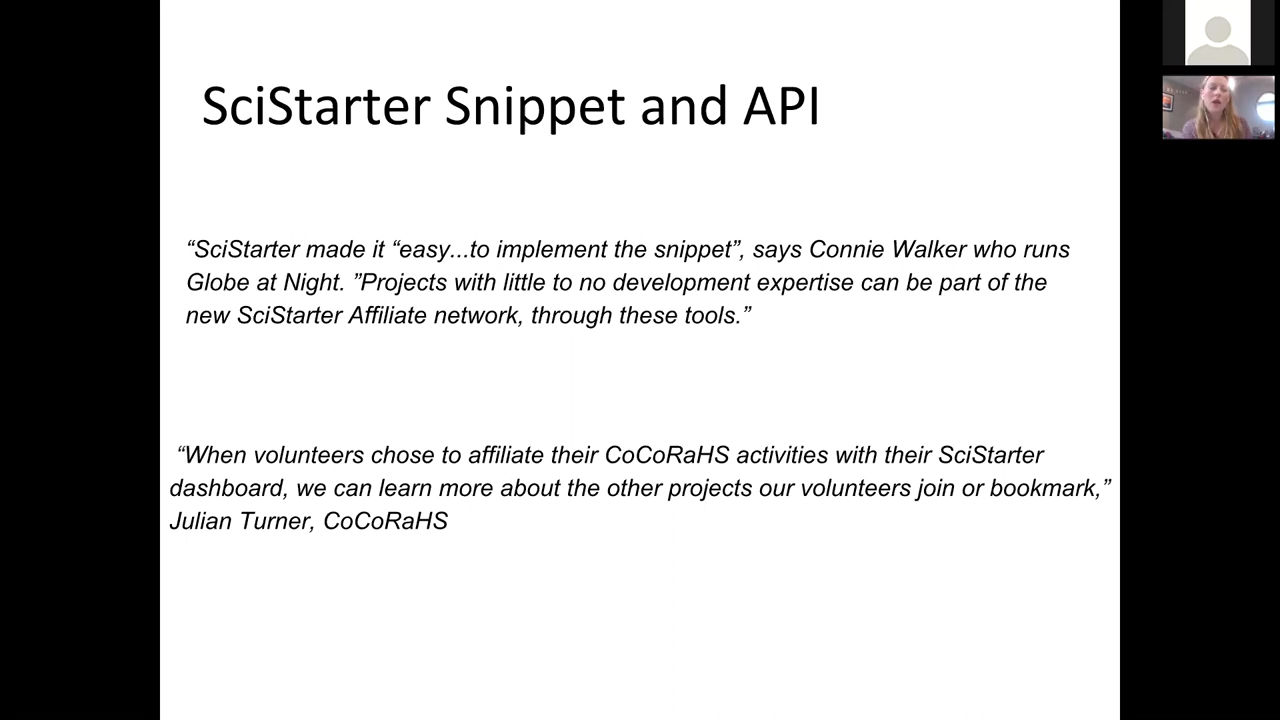 SciStarter Snippet and API
“SciStarter made it “easy...to implement the snippet”, says Connie Walker who runs
Globe at Night. ”Projects with little to no development expertise can be part of the
new SciStarter Affiliate network, through these tools.”
“When volunteers chose to affiliate their CoCoRaHS activities with their SciStarter
dashboard, we can learn more about the other projects our volunteers join or bookmark,”
Julian Turner, CoCoRaHS